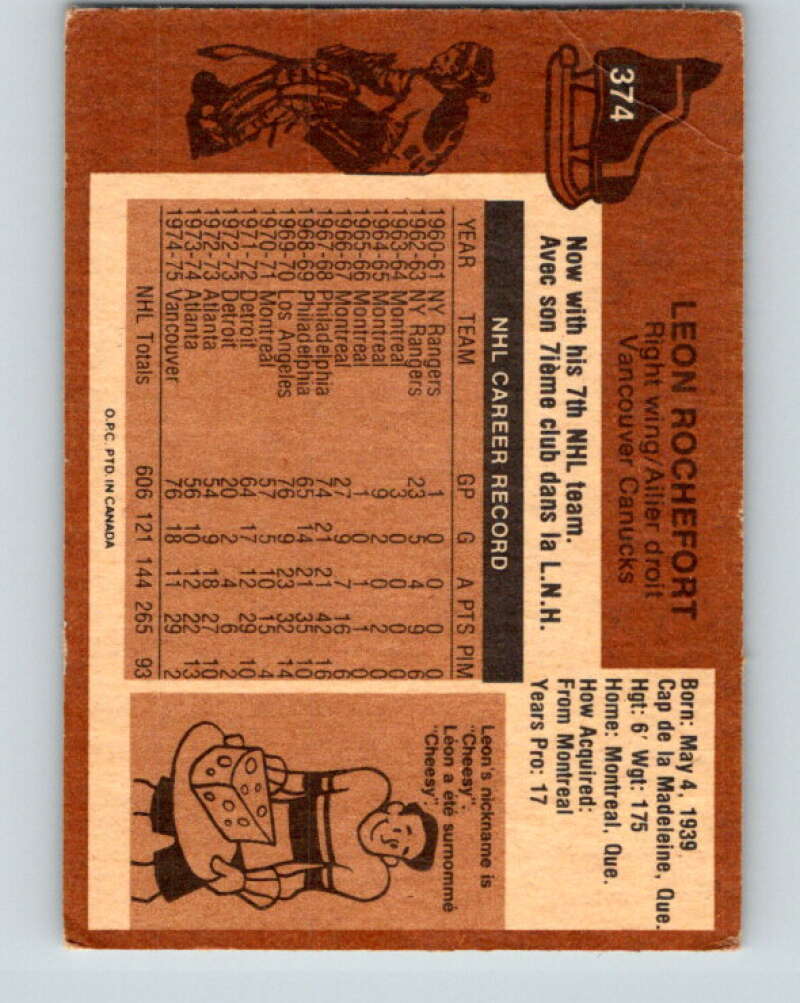 374
LEON ROCHEFORT
Right wing/Ailier droit
Vancouver Canucks
Born: May 4, 1939
Cap de la Madeleine, Que.
Hgt: 6' Wgt: 175
Home: Montreal, Que.
How Acquired:
From Montreal
Years Pro: 17
Now with his 7th NHL team.
Avec son 7ième club dans la L.N.H.
NHL CAREER RECORD
YEAR TEAM GP G A PTS PIM
1960-61 NY Rangers 1 0 0 0 0
1962-63 NY Rangers 23 5 4 9 6
1963-64 Montreal 3 0 0 0 0
1964-65 Montreal 9 2 0 2 0
1965-66 Montreal 1 0 1 1 0
1966-67 Montreal 27 9 7 16 6
1967-68 Philadelphia 74 21 21 42 16
1968-69 Philadelphia 65 14 21 35 10
1969-70 Los Angeles 76 9 23 32 14
1970-71 Montreal 57 5 10 15 4
1971-72 Detroit 64 17 12 29 10
1972-73 Detroit 20 2 4 6 2
1972-73 Atlanta 54 9 18 27 10
1973-74 Atlanta 56 10 12 22 13
1974-75 Vancouver 76 18 11 29 2
NHL Totals 606 121 144 265 93
Leon's nickname is
"Cheesy".
Léon a été surnommé
"Cheesy".
O.P.C. PTD. IN CANADA